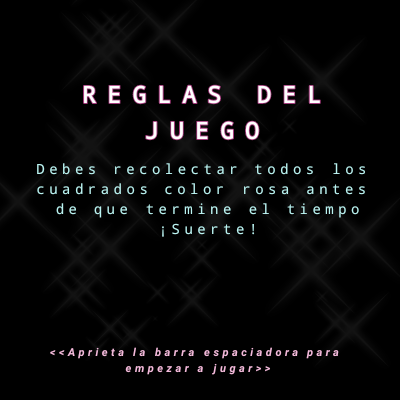 REGLAS DEL
JUEGO
Debes recolectar todos los
cuadrados color rosa antes
de que termine el tiempo
¡Suerte!
<<Aprieta la barra espaciadora para
empezar a jugar>>